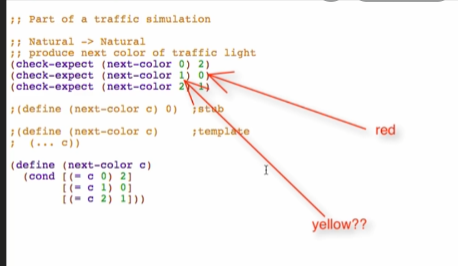 ;; Part of a traffic simulation
;; Natural -> Natural
;; produce next color of traffic light
(check-expect (next-color 0) 2)
(check-expect (next-color 1) 0)
(check-expect (next-color 2) 1)
;(define (next-color c) 0) ;stub
;(define (next-color c) ;template
; (... c))
(define (next-color c)
(cond [(= c 0) 2]
[(= c 1) 0]
[(= c 2) 1]))
red
yellow??